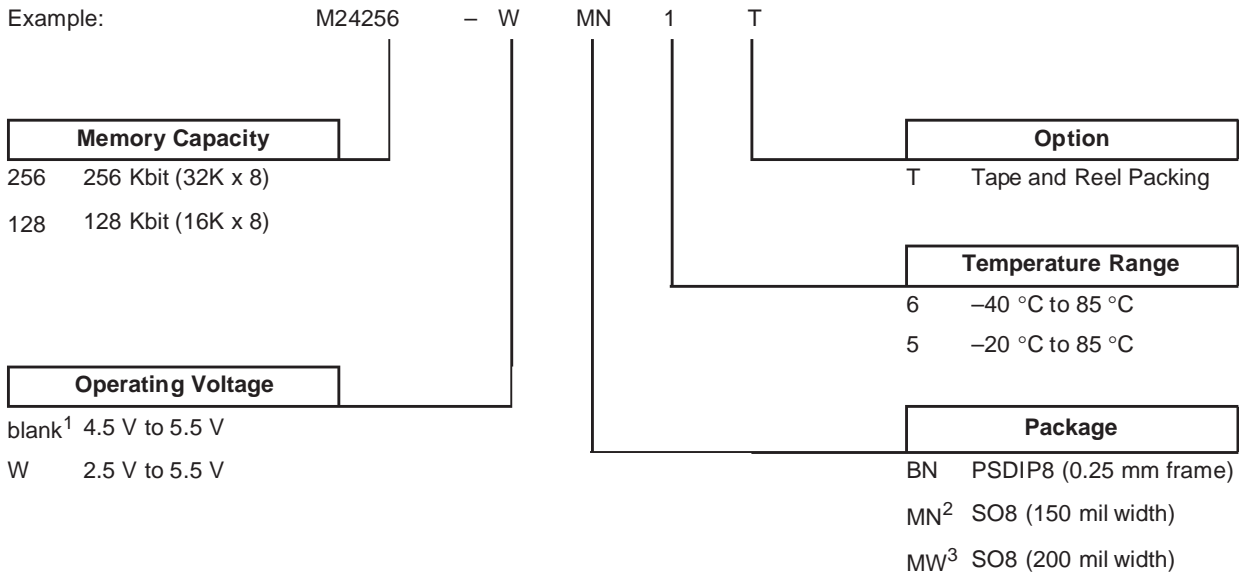 Example: M24256 – W MN 1 T
Memory Capacity
256 256 Kbit (32K x 8)
128 128 Kbit (16K x 8)
Operating Voltage
blank1 4.5 V to 5.5 V
W 2.5 V to 5.5 V
Option
T Tape and Reel Packing
Temperature Range
6 –40 °C to 85 °C
5 –20 °C to 85 °C
Package
BN PSDIP8 (0.25 mm frame)
MN2 SO8 (150 mil width)
MW3 SO8 (200 mil width)